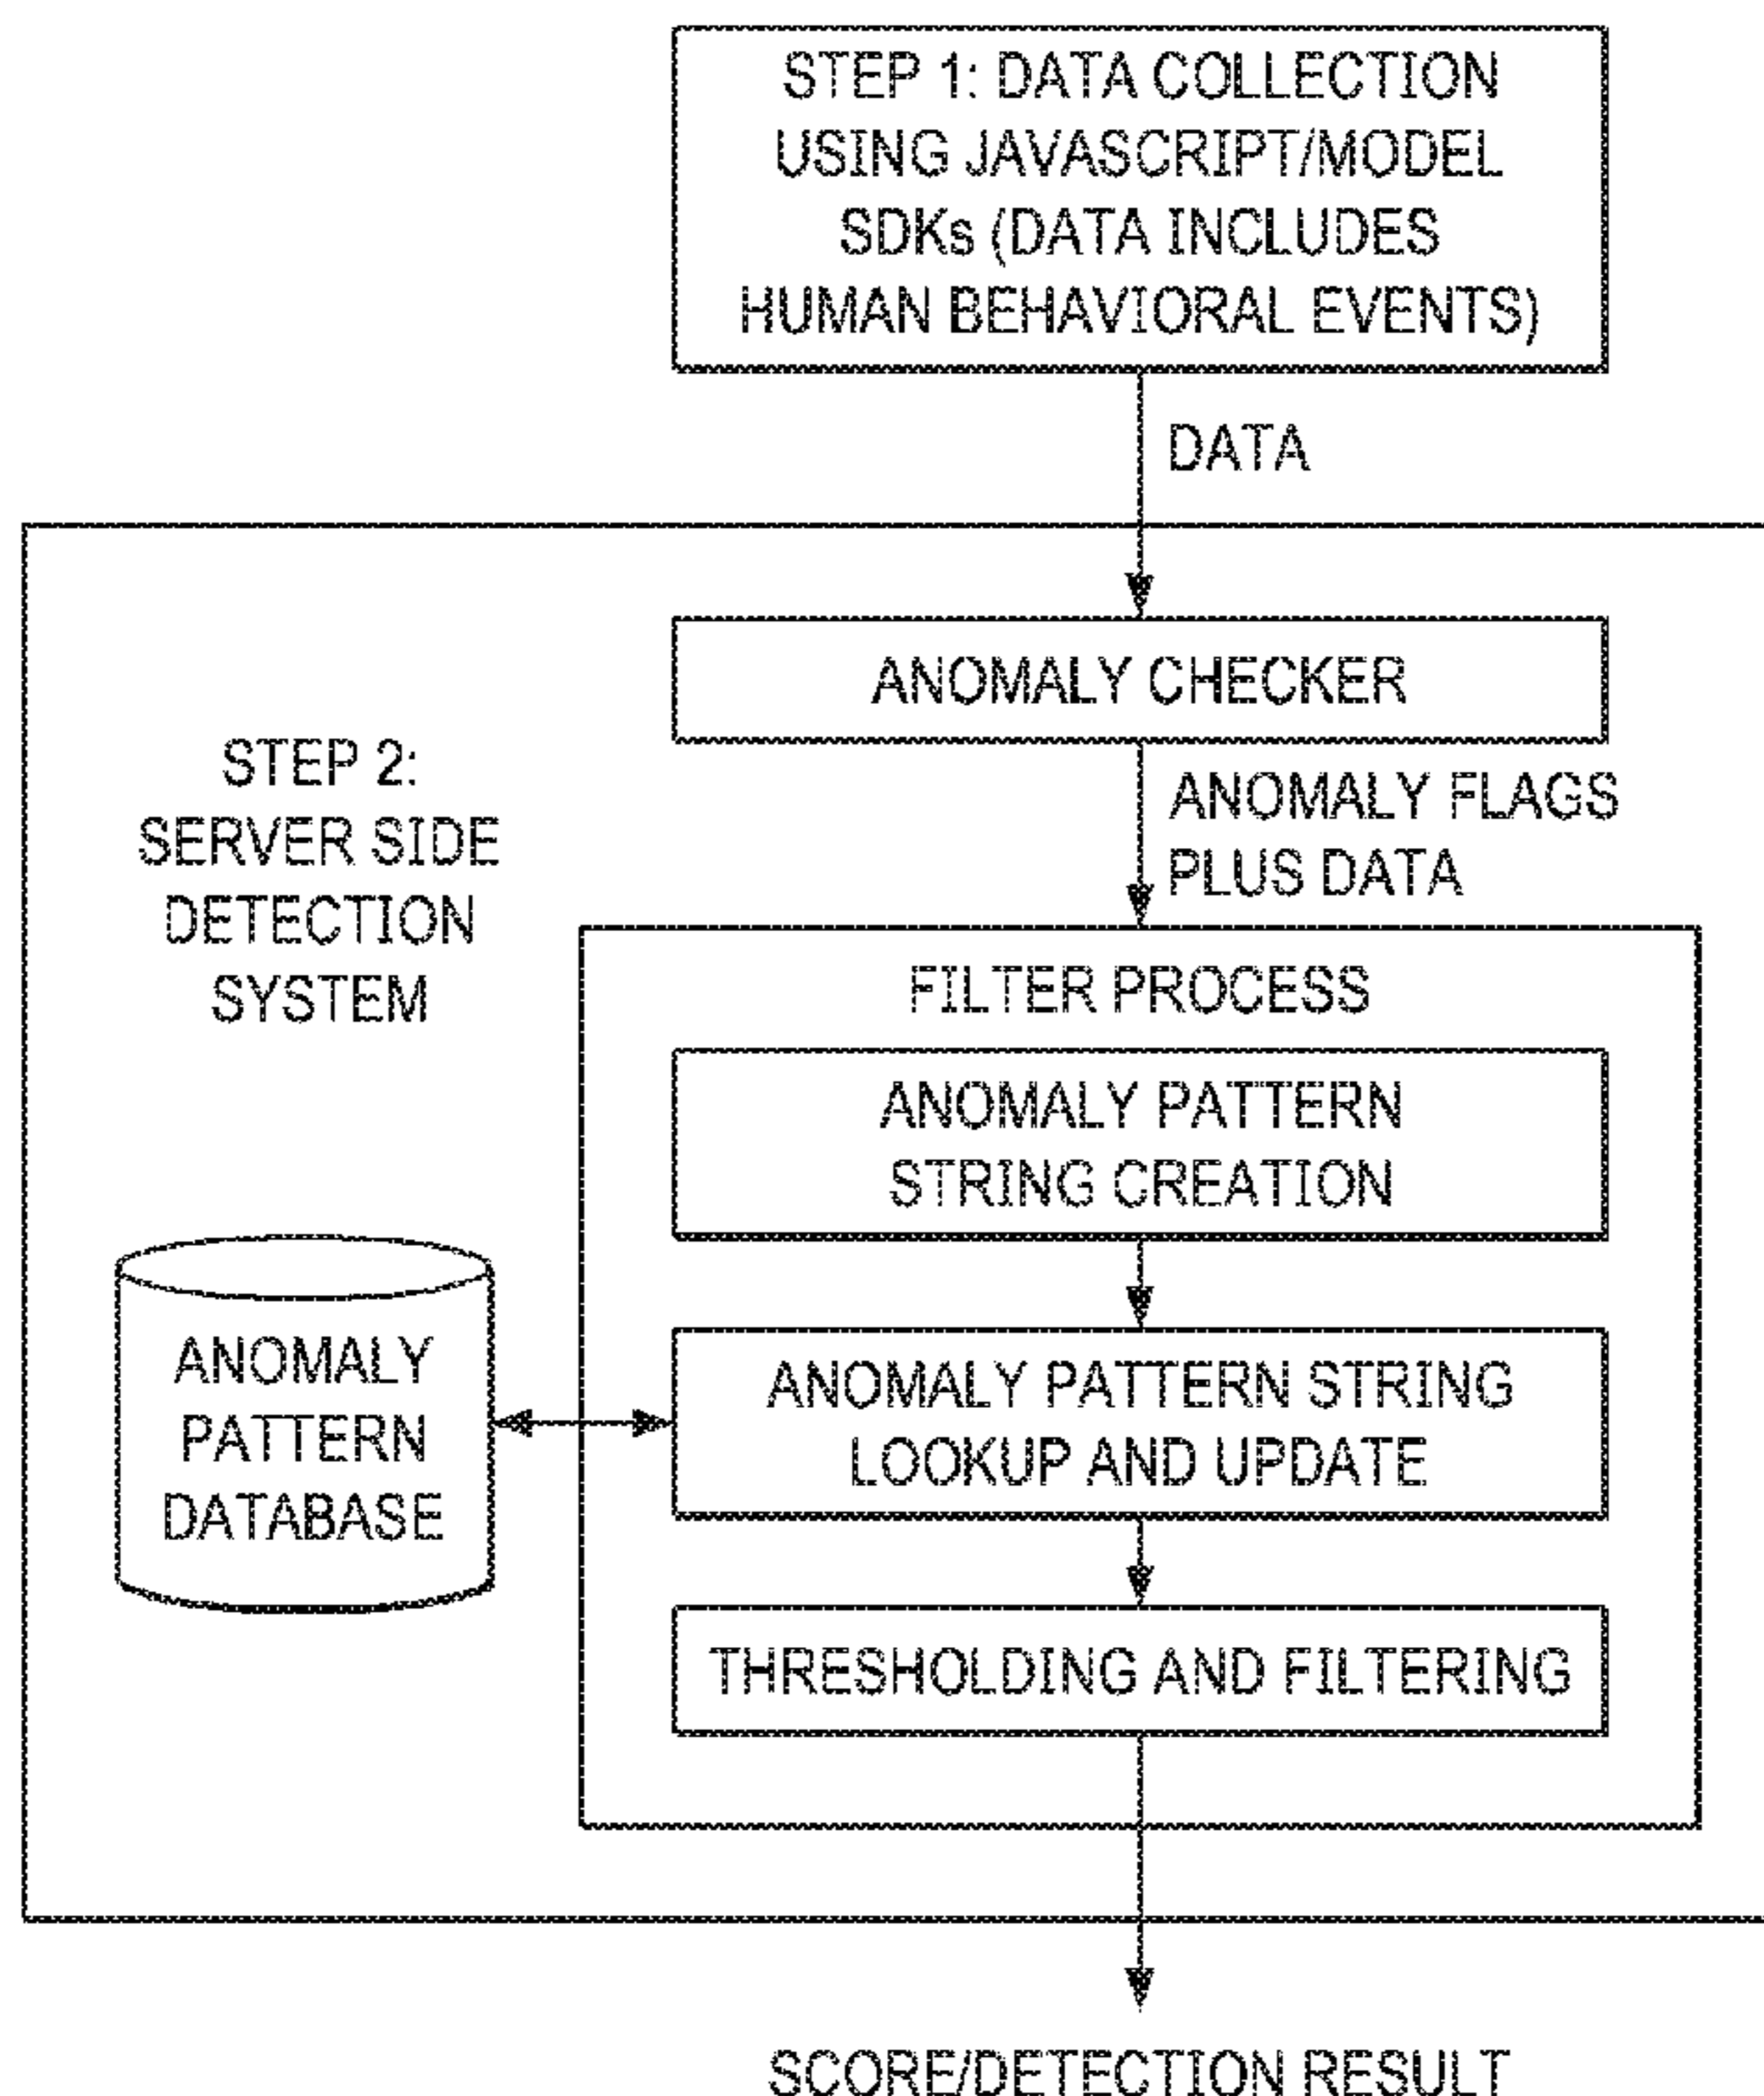 STEP 1: DATA COLLECTION
USING JAVASCRIPT/MODEL
SDKs (DATA INCLUDES
HUMAN BEHAVIORAL EVENTS)
DATA
ANOMALY CHECKER
STEP 2:
SERVER SIDE
DETECTION
SYSTEM
ANOMALY FLAGS
PLUS DATA
FILTER PROCESS
ANOMALY PATTERN
STRING CREATION
ANOMALY
PATTERN
DATABASE
ANOMALY PATTERN STRING
LOOKUP AND UPDATE
THRESHOLDING AND FILTERING
SCORE/DETECTION RESULT